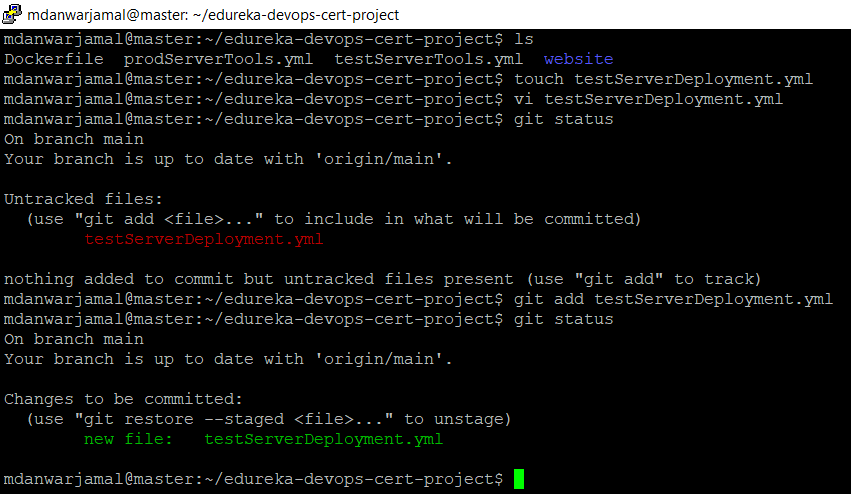 mdanwarjamal@master: ~/edureka-devops-cert-project
mdanwarjamal@master:~/edureka-devops-cert-project$ ls
Dockerfile  prodServerTools.yml  testServerTools.yml  website
mdanwarjamal@master:~/edureka-devops-cert-project$ touch testServerDeployment.yml
mdanwarjamal@master:~/edureka-devops-cert-project$ vi testServerDeployment.yml
mdanwarjamal@master:~/edureka-devops-cert-project$ git status
On branch main
Your branch is up to date with 'origin/main'.

Untracked files:
  (use "git add <file>..." to include in what will be committed)
        testServerDeployment.yml

nothing added to commit but untracked files present (use "git add" to track)
mdanwarjamal@master:~/edureka-devops-cert-project$ git add testServerDeployment.yml
mdanwarjamal@master:~/edureka-devops-cert-project$ git status
On branch main
Your branch is up to date with 'origin/main'.

Changes to be committed:
  (use "git restore --staged <file>..." to unstage)
        new file:   testServerDeployment.yml

mdanwarjamal@master:~/edureka-devops-cert-project$